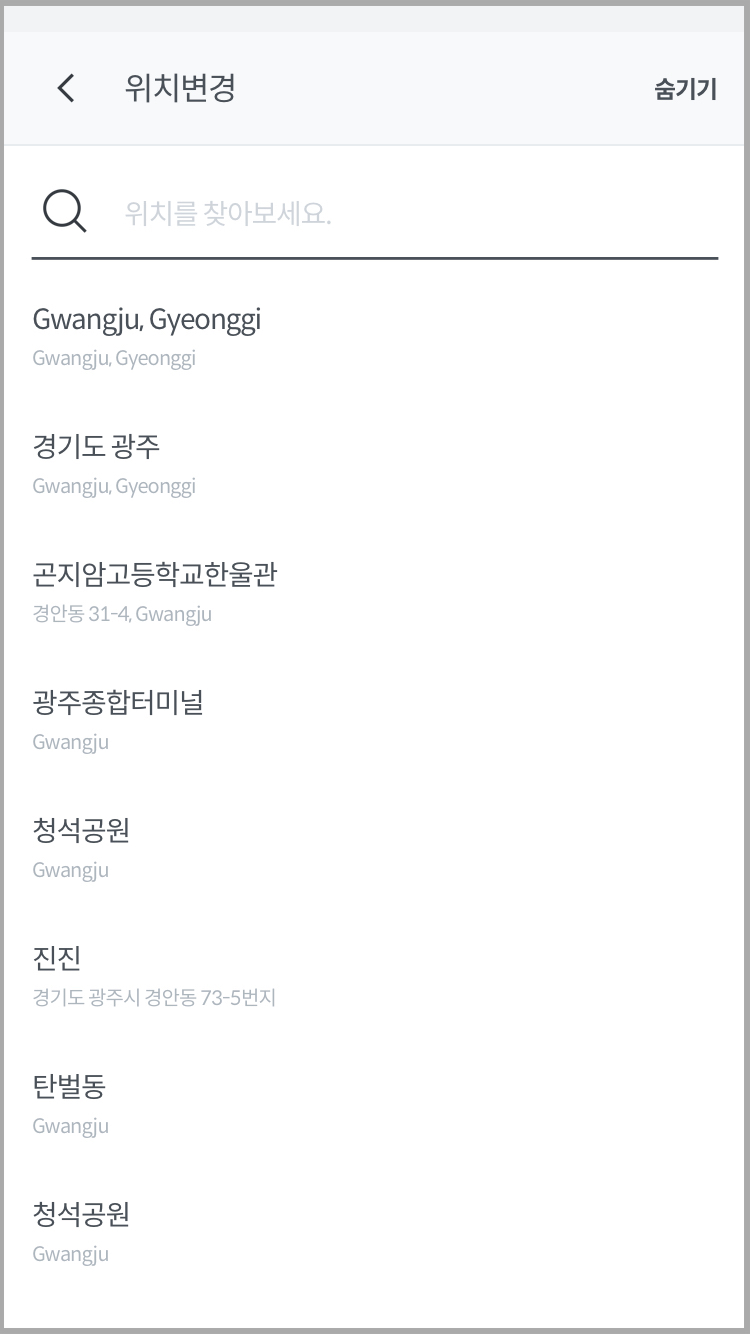 위치변경
숨기기
위치를 찾아보세요.
Gwangju, Gyeonggi
Gwangju, Gyeonggi
경기도 광주
Gwangju, Gyeonggi
곤지암고등학교한울관
경안동 31-4, Gwangju
광주종합터미널
Gwangju
청석공원
Gwangju
진진
경기도 광주시 경안동 73-5번지
탄벌동
Gwangju
청석공원
Gwangju